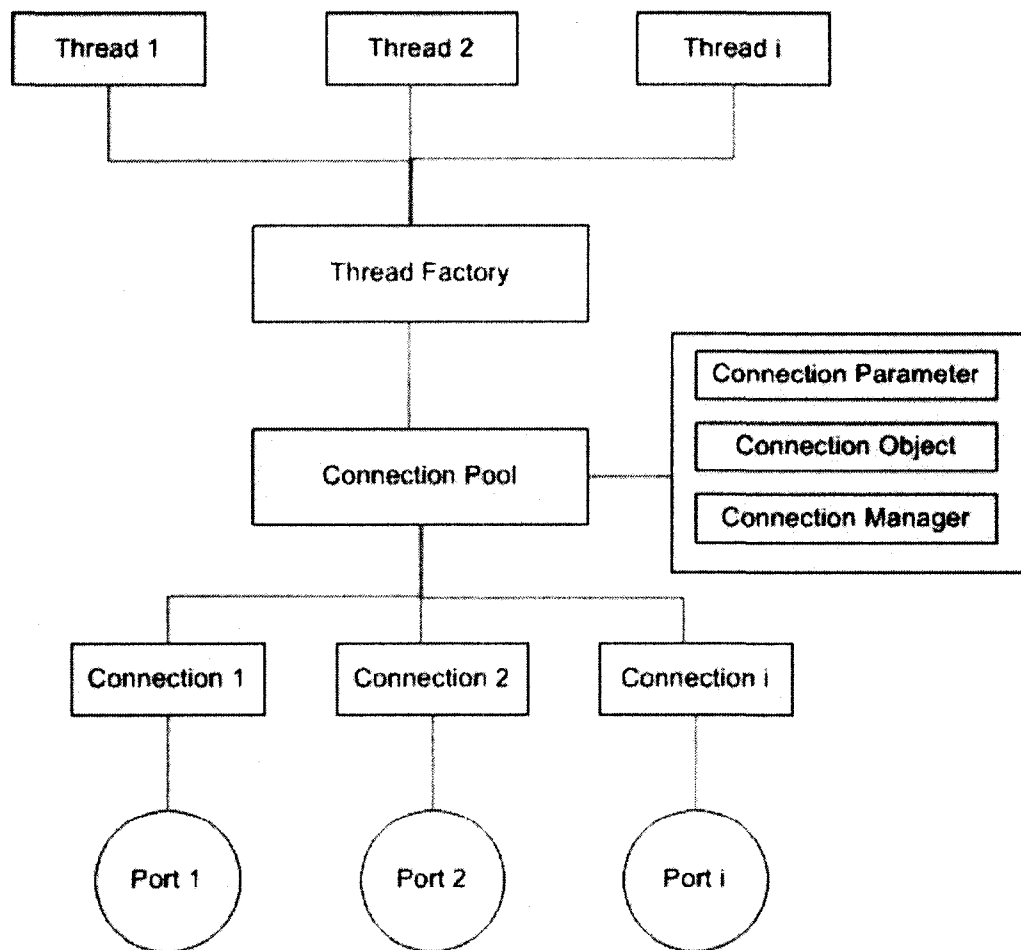 Thread 1
Thread 2
Thread i
Thread Factory
Connection Parameter
Connection Object
Connection Manager
Connection Pool
Connection 1
Connection 2
Connection i
Port 1
Port 2
Port i